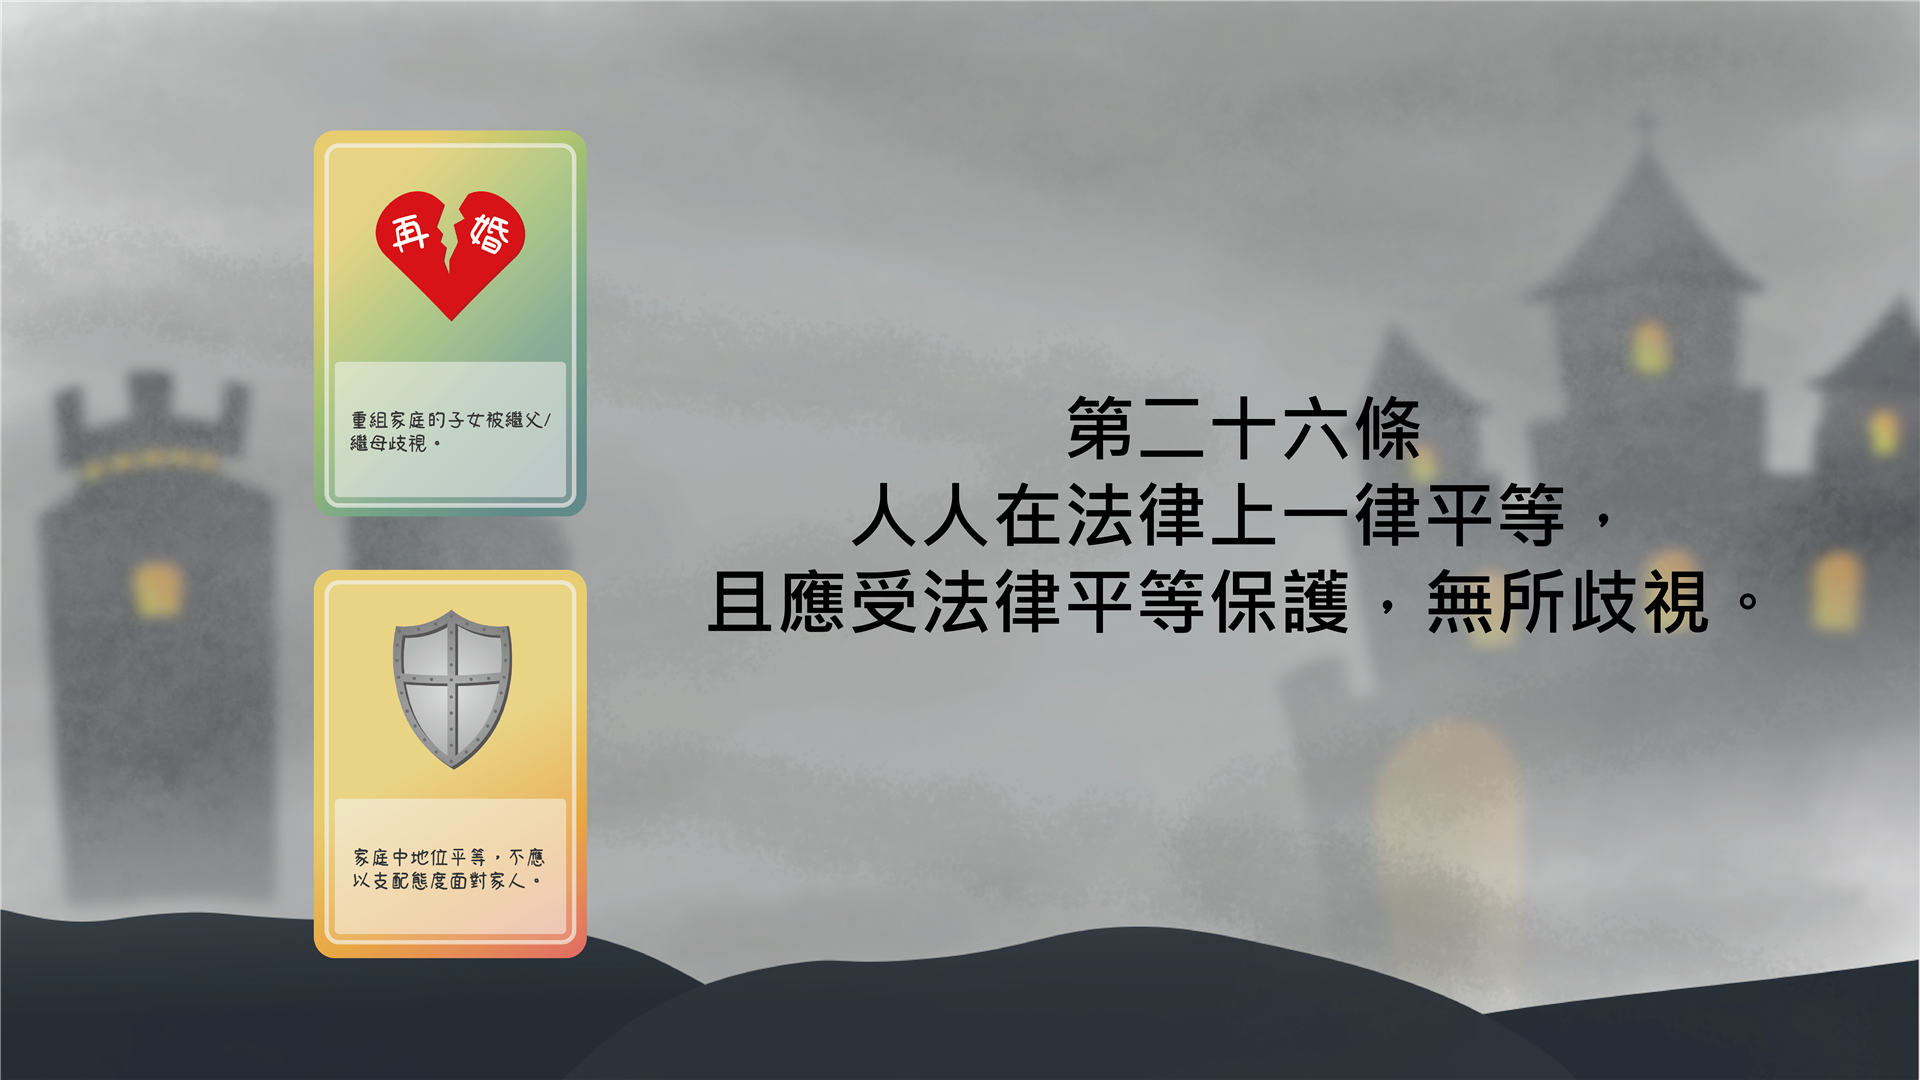 再婚
重組家庭的子女被繼父/
繼母歧視。
家庭中地位平等，不應
以支配態度面對家人。
第二十六條
人人在法律上一律平等，
且應受法律平等保護，無所歧視。